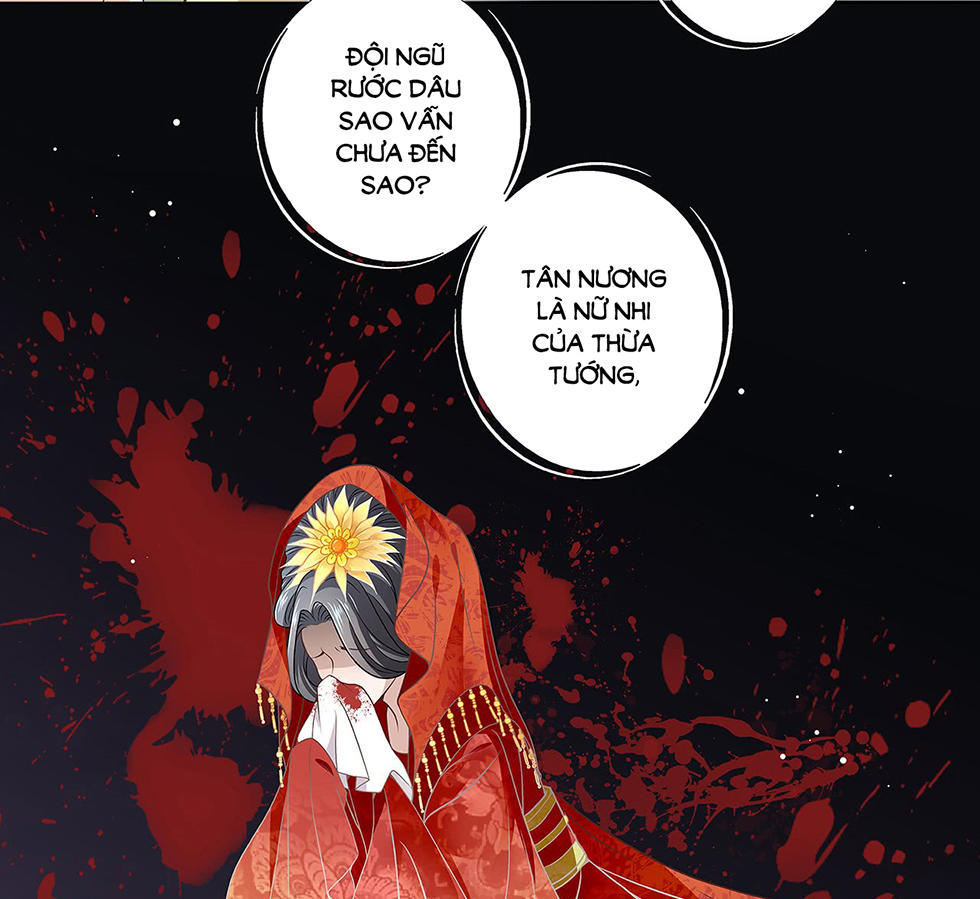 ĐỘI NGŨ
RƯỚC DÂU
SAO VẪN
CHƯA ĐẾN
SAO?
TÂN NƯƠNG
LÀ NỮ NHI
CỦA THỪA
TƯỚNG,